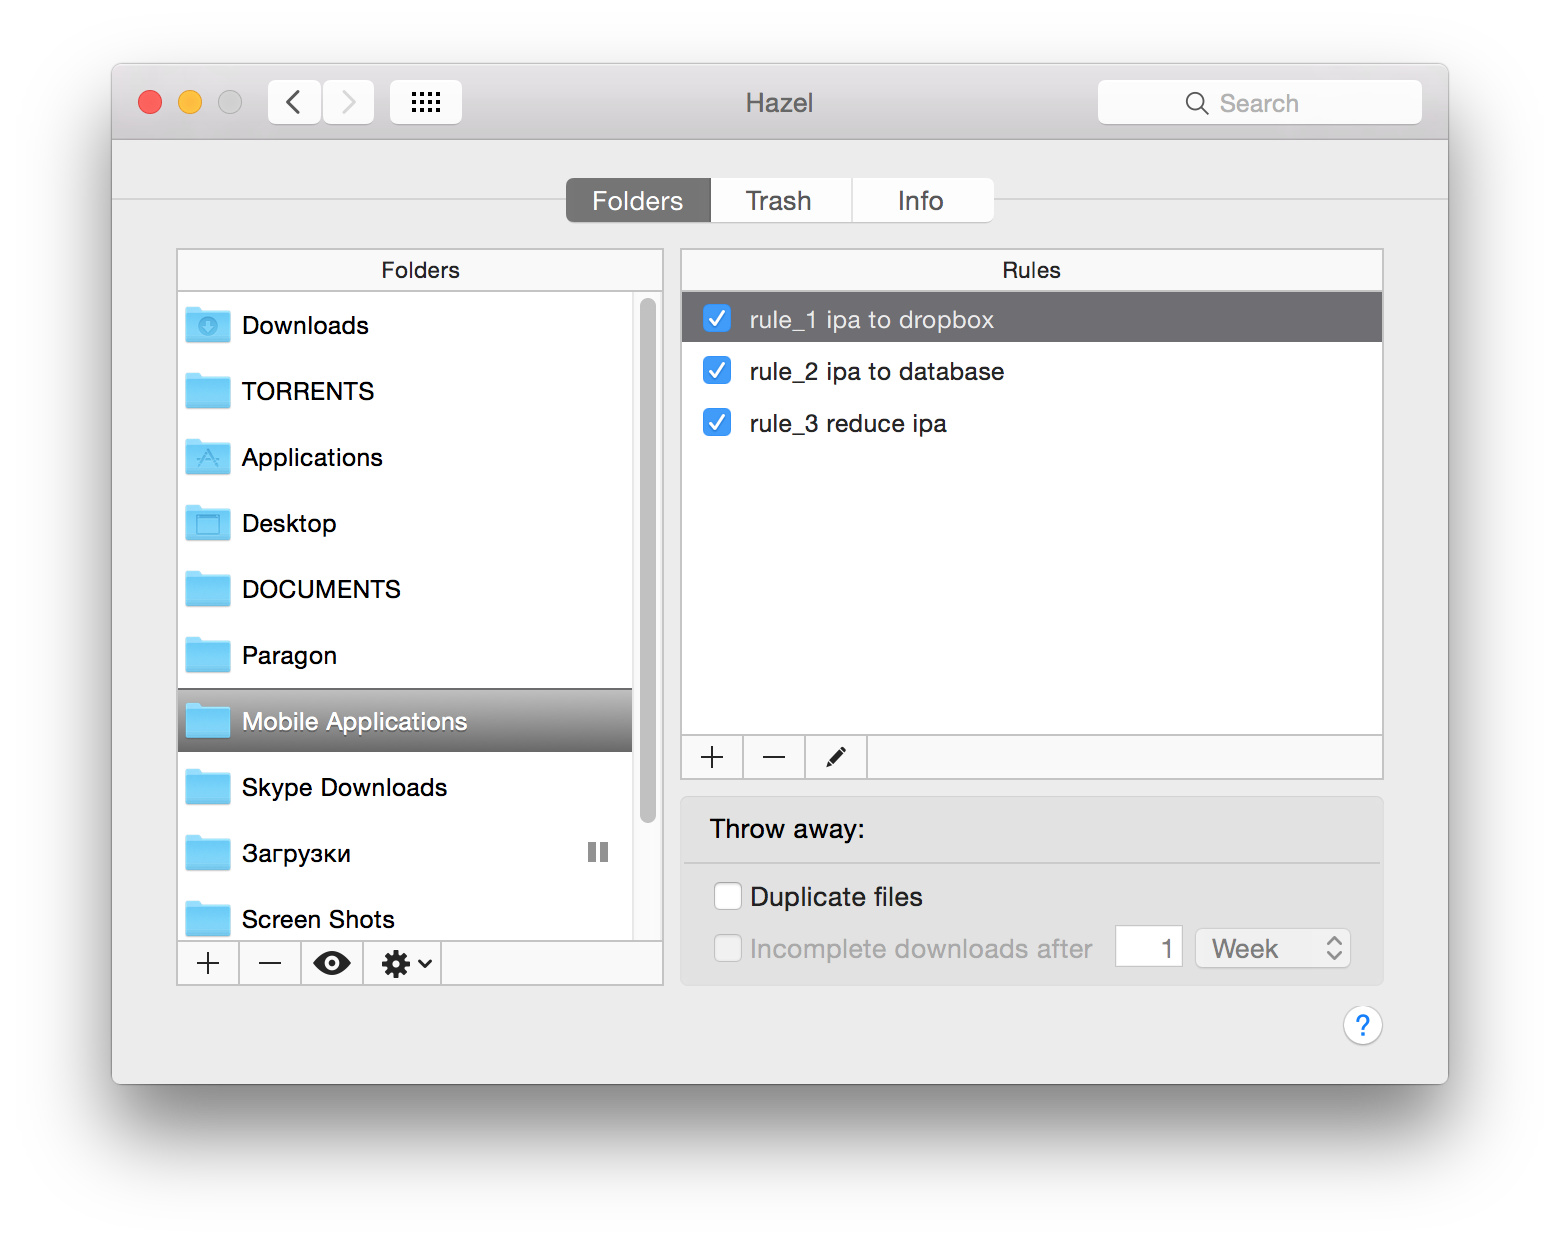 Hazel
Search
Folders
Trash
Info
Folders
Downloads
TORRENTS
Applications
Desktop
DOCUMENTS
Paragon
Mobile Applications
Skype Downloads
Загрузки
Screen Shots
Rules
rule_1 ipa to dropbox
rule_2 ipa to database
rule_3 reduce ipa
Throw away:
Duplicate files
Incomplete downloads after 1 Week
?